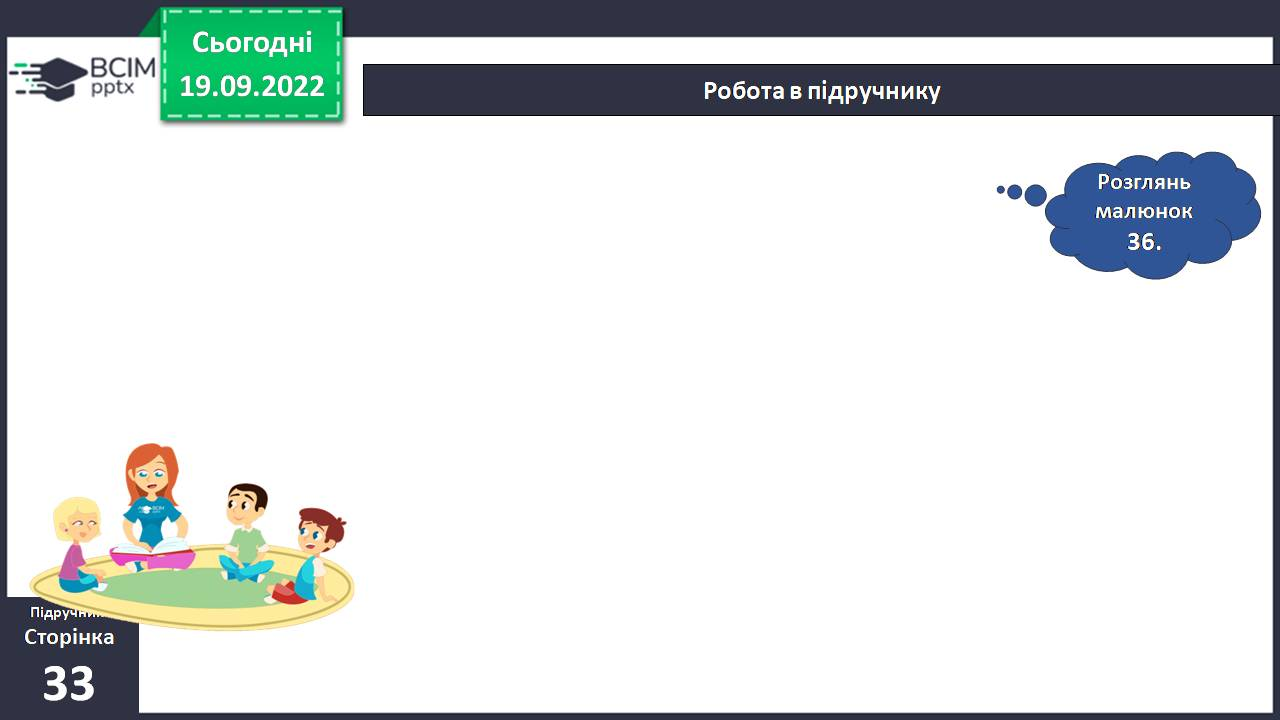 Сьогодні
19.09.2022
ВСІМ
pptx
Робота в підручнику
Розглянь
малюнок
36.
Сторінка
33